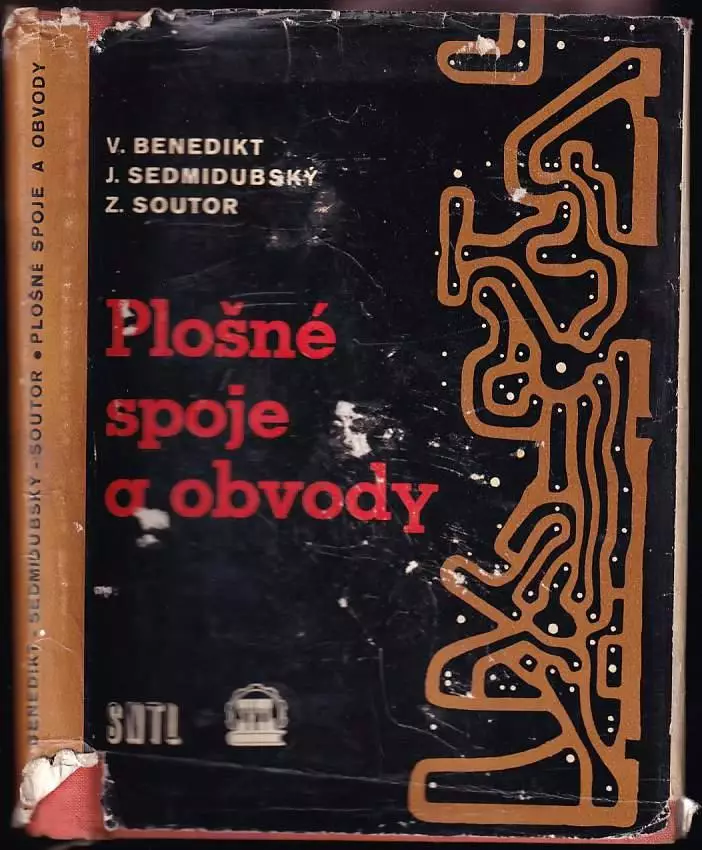 V. BENEDIKT
J. SEDMIDUBSKÝ
Z. SOUTOR
Plošné
spoje
a obvody
SNTL
BENEDIKT - SEDMIDUBSKÝ - SOUTOR • PLOŠNÉ SPOJE A OBVODY